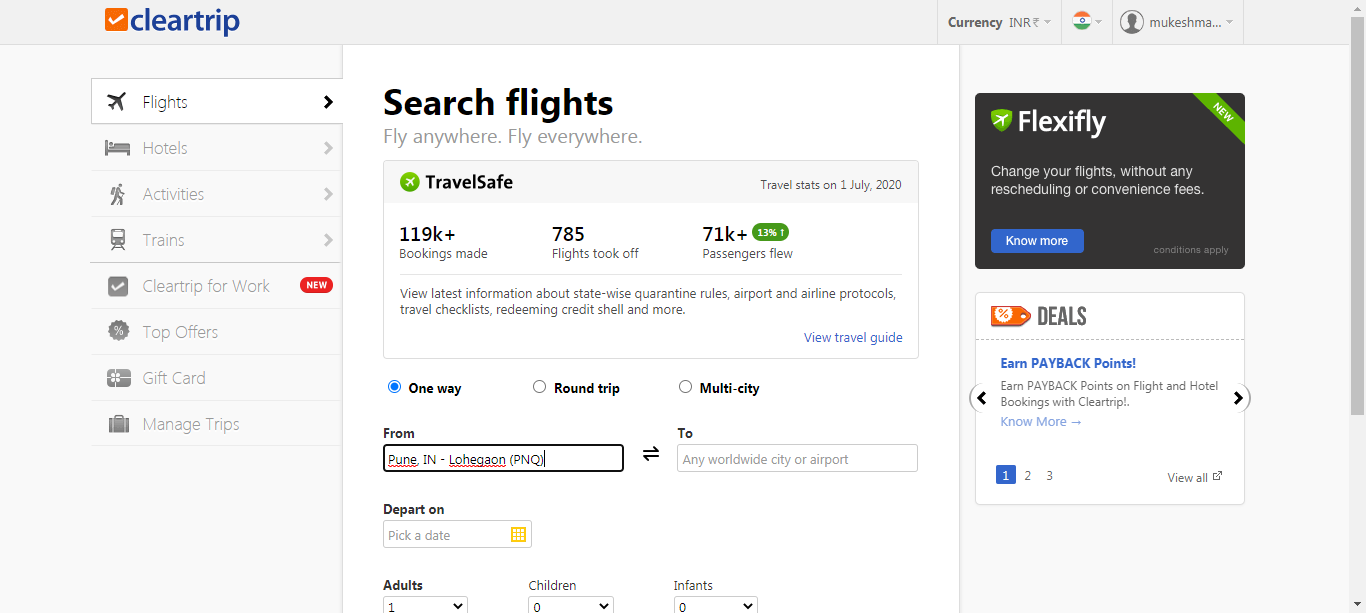 cleartrip
Currency INR₹
mukeshma...
Flights
Hotels
Activities
Trains
Cleartrip for Work NEW
Top Offers
Gift Card
Manage Trips
Search flights
Fly anywhere. Fly everywhere.
TravelSafe
Travel stats on 1 July, 2020
119k+
Bookings made
785
Flights took off
71k+ 13% ↑
Passengers flew
View latest information about state-wise quarantine rules, airport and airline protocols,
travel checklists, redeeming credit shell and more.
View travel guide
One way
Round trip
Multi-city
From
Pune, IN - Lohegaon (PNQ)
To
Any worldwide city or airport
Depart on
Pick a date
Adults
1
Children
0
Infants
0
Flexifly
NEW
Change your flights, without any
rescheduling or convenience fees.
Know more
conditions apply
% DEALS
Earn PAYBACK Points!
Earn PAYBACK Points on Flight and Hotel
Bookings with Cleartrip!.
Know More →
1 2 3
View all